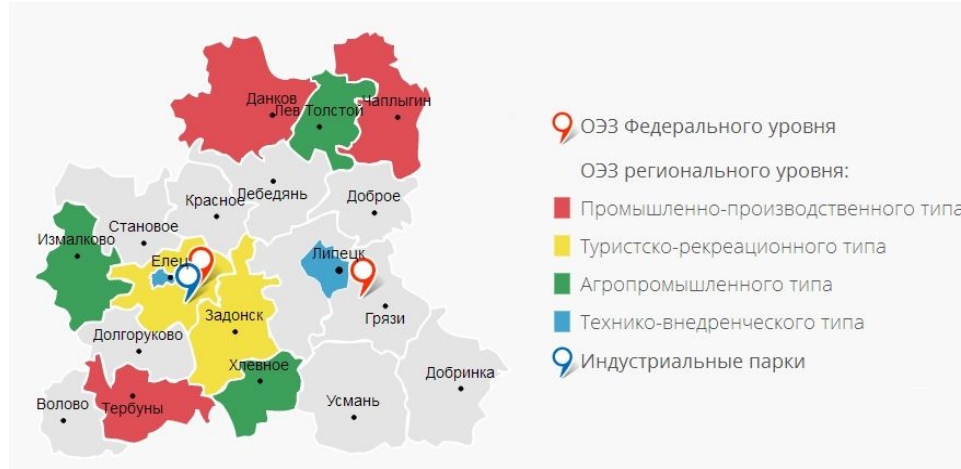 Данков
Лев Толстой
Чаплыгин
Лебедянь
Красное
Доброе
Становое
Измалково
Елец
Липецк
Задонск
Грязи
Долгоруково
Хлевное
Добринка
Усмань
Волово
Тербуны
ОЭЗ Федерального уровня
ОЭЗ регионального уровня:
Промышленно-производственного типа
Туристско-рекреационного типа
Агропромышленного типа
Технико-внедренческого типа
Индустриальные парки